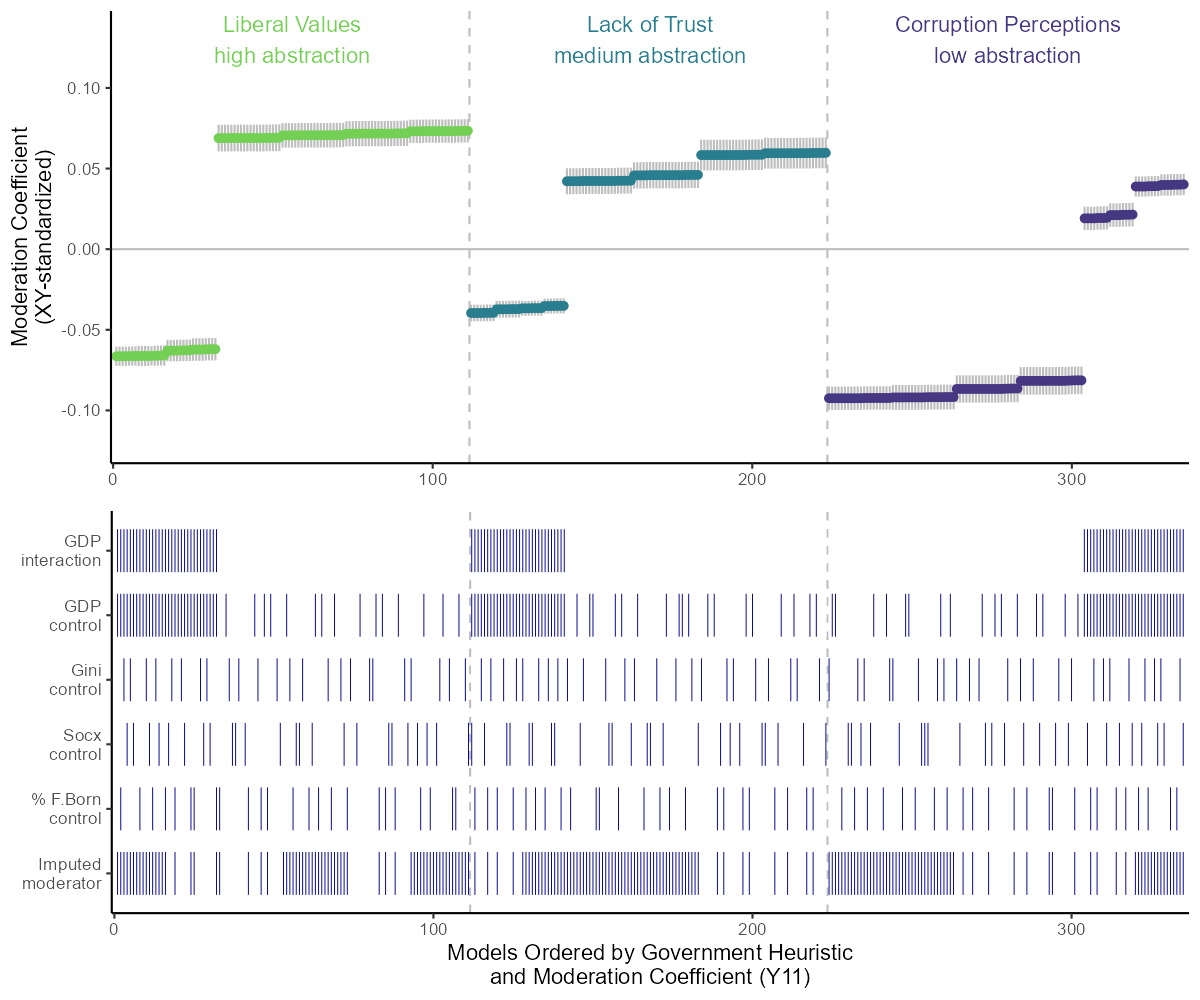 Liberal Values
high abstraction
Lack of Trust
medium abstraction
Corruption Perceptions
low abstraction
Moderation Coefficient
(XY-standardized)
0.10
0.05
0.00
-0.05
-0.10
0
100
200
300
GDP
interaction
GDP
control
Gini
control
Socx
control
% F.Born
control
Imputed
moderator
0
100
200
300
Models Ordered by Government Heuristic
and Moderation Coefficient (Y11)